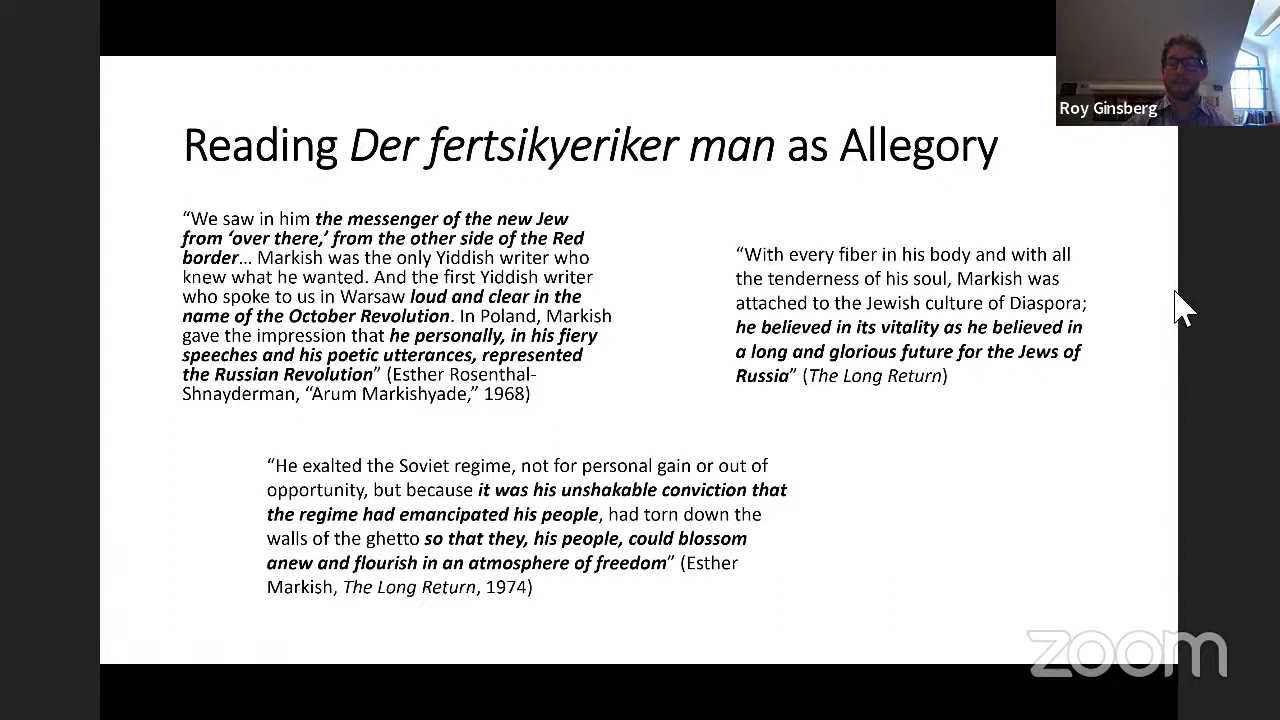 Roy Ginsberg
Reading Der fertsikyeriker man as Allegory
“We saw in him the messenger of the new Jew
from ‘over there,’ from the other side of the Red
border… Markish was the only Yiddish writer who
knew what he wanted. And the first Yiddish writer
who spoke to us in Warsaw loud and clear in the
name of the October Revolution. In Poland, Markish
gave the impression that he personally, in his fiery
speeches and his poetic utterances, represented
the Russian Revolution” (Esther Rosenthal-
Shnayderman, “Arum Markishyade,” 1968)
“With every fiber in his body and with all
the tenderness of his soul, Markish was
attached to the Jewish culture of Diaspora;
he believed in its vitality as he believed in
a long and glorious future for the Jews of
Russia” (The Long Return)
“He exalted the Soviet regime, not for personal gain or out of
opportunity, but because it was his unshakable conviction that
the regime had emancipated his people, had torn down the
walls of the ghetto so that they, his people, could blossom
anew and flourish in an atmosphere of freedom” (Esther
Markish, The Long Return, 1974)
zoom